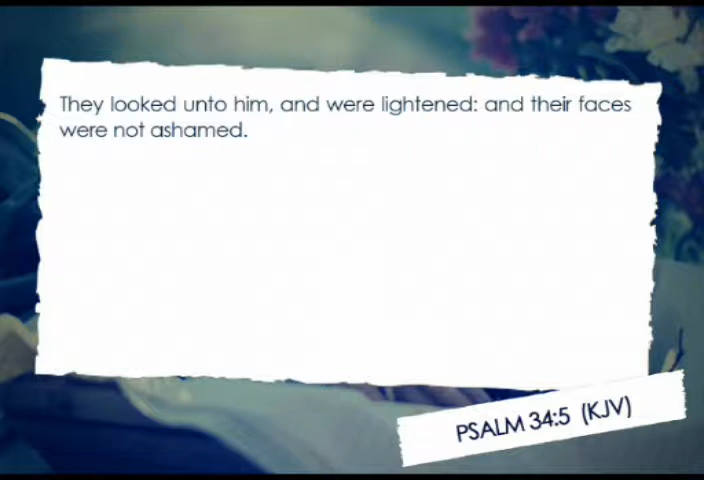 They looked unto him, and were lightened: and their faces
were not ashamed.
PSALM 34:5 (KJV)